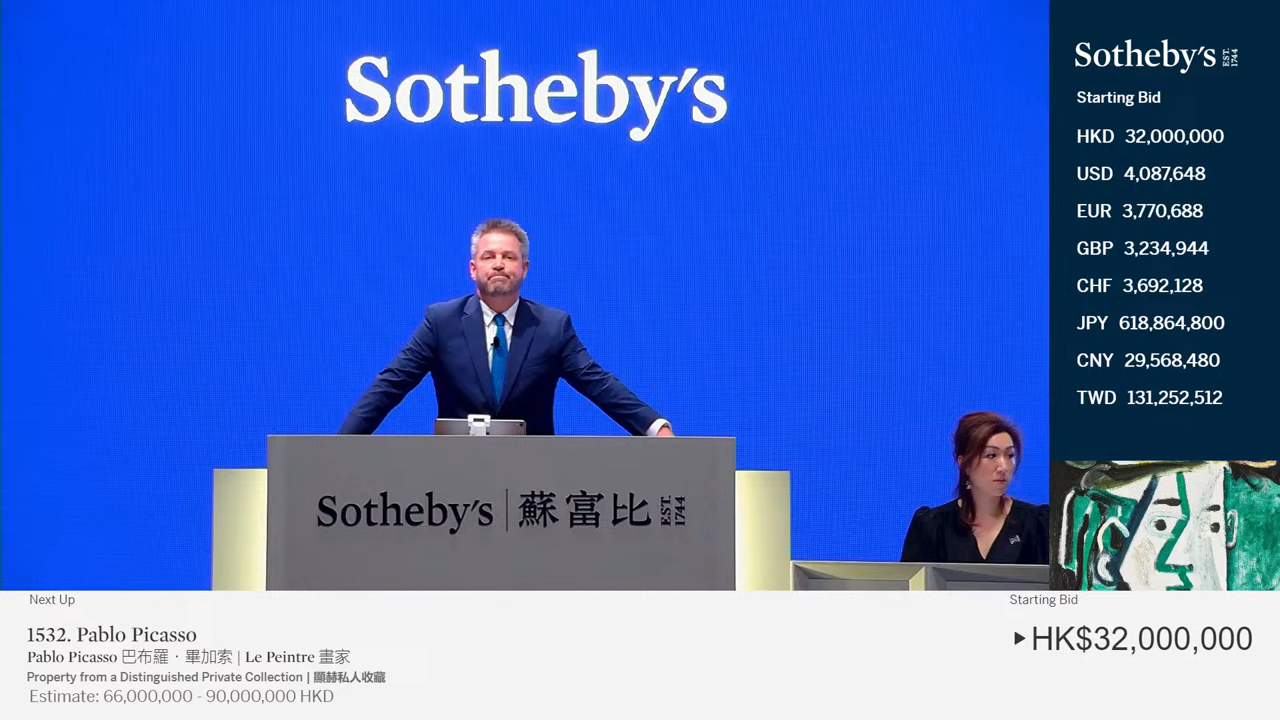 Sotheby's
Sotheby's EST. 1744
Starting Bid
HKD 32,000,000
USD 4,087,648
EUR 3,770,688
GBP 3,234,944
CHF 3,692,128
JPY 618,864,800
CNY 29,568,480
TWD 131,252,512
Sotheby's | 蘇富比 EST. 1744
Next Up
1532. Pablo Picasso
Pablo Picasso 巴布羅・畢加索 | Le Peintre 畫家
Property from a Distinguished Private Collection | 顯赫私人收藏
Estimate: 66,000,000 - 90,000,000 HKD
Starting Bid
HK$32,000,000